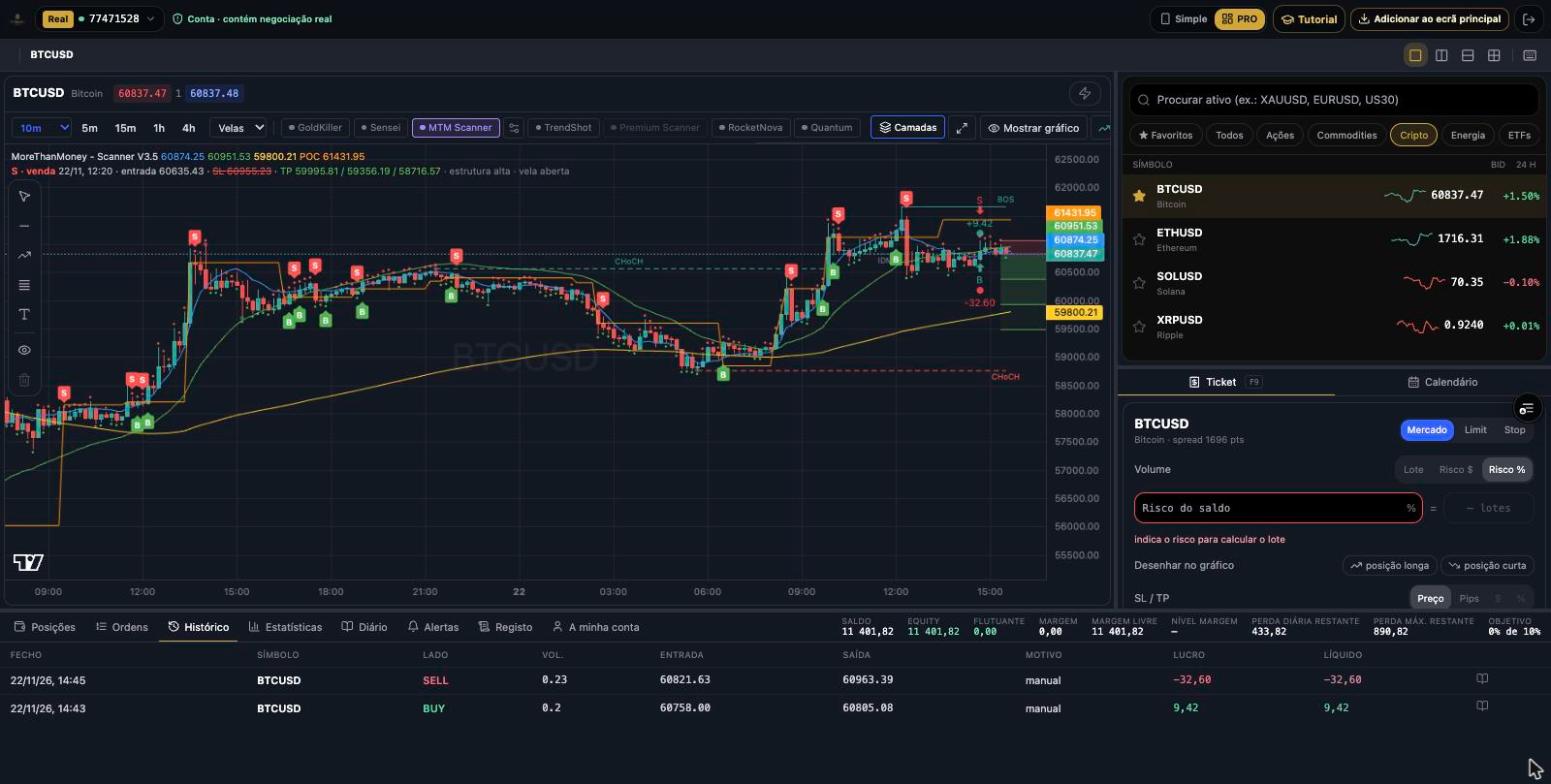 Real 77471528 Conta · contém negociação real Simple PRO Tutorial Adicionar ao ecrã principal
BTCUSD
BTCUSD Bitcoin 60837.47 1 60837.48
10m 5m 15m 1h 4h Velas GoldKiller Sensei MTM Scanner TrendShot Premium Scanner RocketNova Quantum Camadas Mostrar gráfico
MoreThanMoney - Scanner V3.5 60874.25 60951.53 59800.21 POC 61431.95
S · venda 22/11, 12:20 · entrada 60635.43 · SL 60955.23 · TP 59995.81 / 59356.19 / 58716.57 · estrutura alta · vela aberta
62500.00
62000.00
61431.95
60951.53
60874.25
60837.47
60500.00
60000.00
59800.21
59500.00
59000.00
58500.00
58000.00
57500.00
57000.00
56500.00
56000.00
55500.00
S
BOS
+9.42
CHoCH
B
-32.60
CHoCH
BTCUSD
09:00 12:00 15:00 18:00 21:00 22 03:00 06:00 09:00 12:00 15:00
Procurar ativo (ex.: XAUUSD, EURUSD, US30)
Favoritos Todos Ações Commodities Cripto Energia ETFs
SÍMBOLO BID 24 H
BTCUSD 60837.47 +1.50%
Bitcoin
ETHUSD 1716.31 +1.88%
Ethereum
SOLUSD 70.35 -0.10%
Solana
XRPUSD 0.9240 +0.01%
Ripple
Ticket F9 Calendário
BTCUSD
Bitcoin · spread 1696 pts
Mercado Limit Stop
Volume Lote Risco $ Risco %
Risco do saldo % = — lotes
indica o risco para calcular o lote
Desenhar no gráfico posição longa posição curta
SL / TP Preço Pips $ %
Posições Ordens Histórico Estatísticas Diário Alertas Registo A minha conta
SALDO EQUITY FLUTUANTE MARGEM MARGEM LIVRE NÍVEL MARGEM PERDA DIÁRIA RESTANTE PERDA MÁX. RESTANTE OBJETIVO
11 401,82 11 401,82 0,00 0,00 11 401,82 — 433,82 890,82 0% de 10%
FECHO SÍMBOLO LADO VOL. ENTRADA SAÍDA MOTIVO LUCRO LÍQUIDO
22/11/26, 14:45 BTCUSD SELL 0.23 60821.63 60963.39 manual −32,60 −32,60
22/11/26, 14:43 BTCUSD BUY 0.2 60758.00 60805.08 manual 9,42 9,42